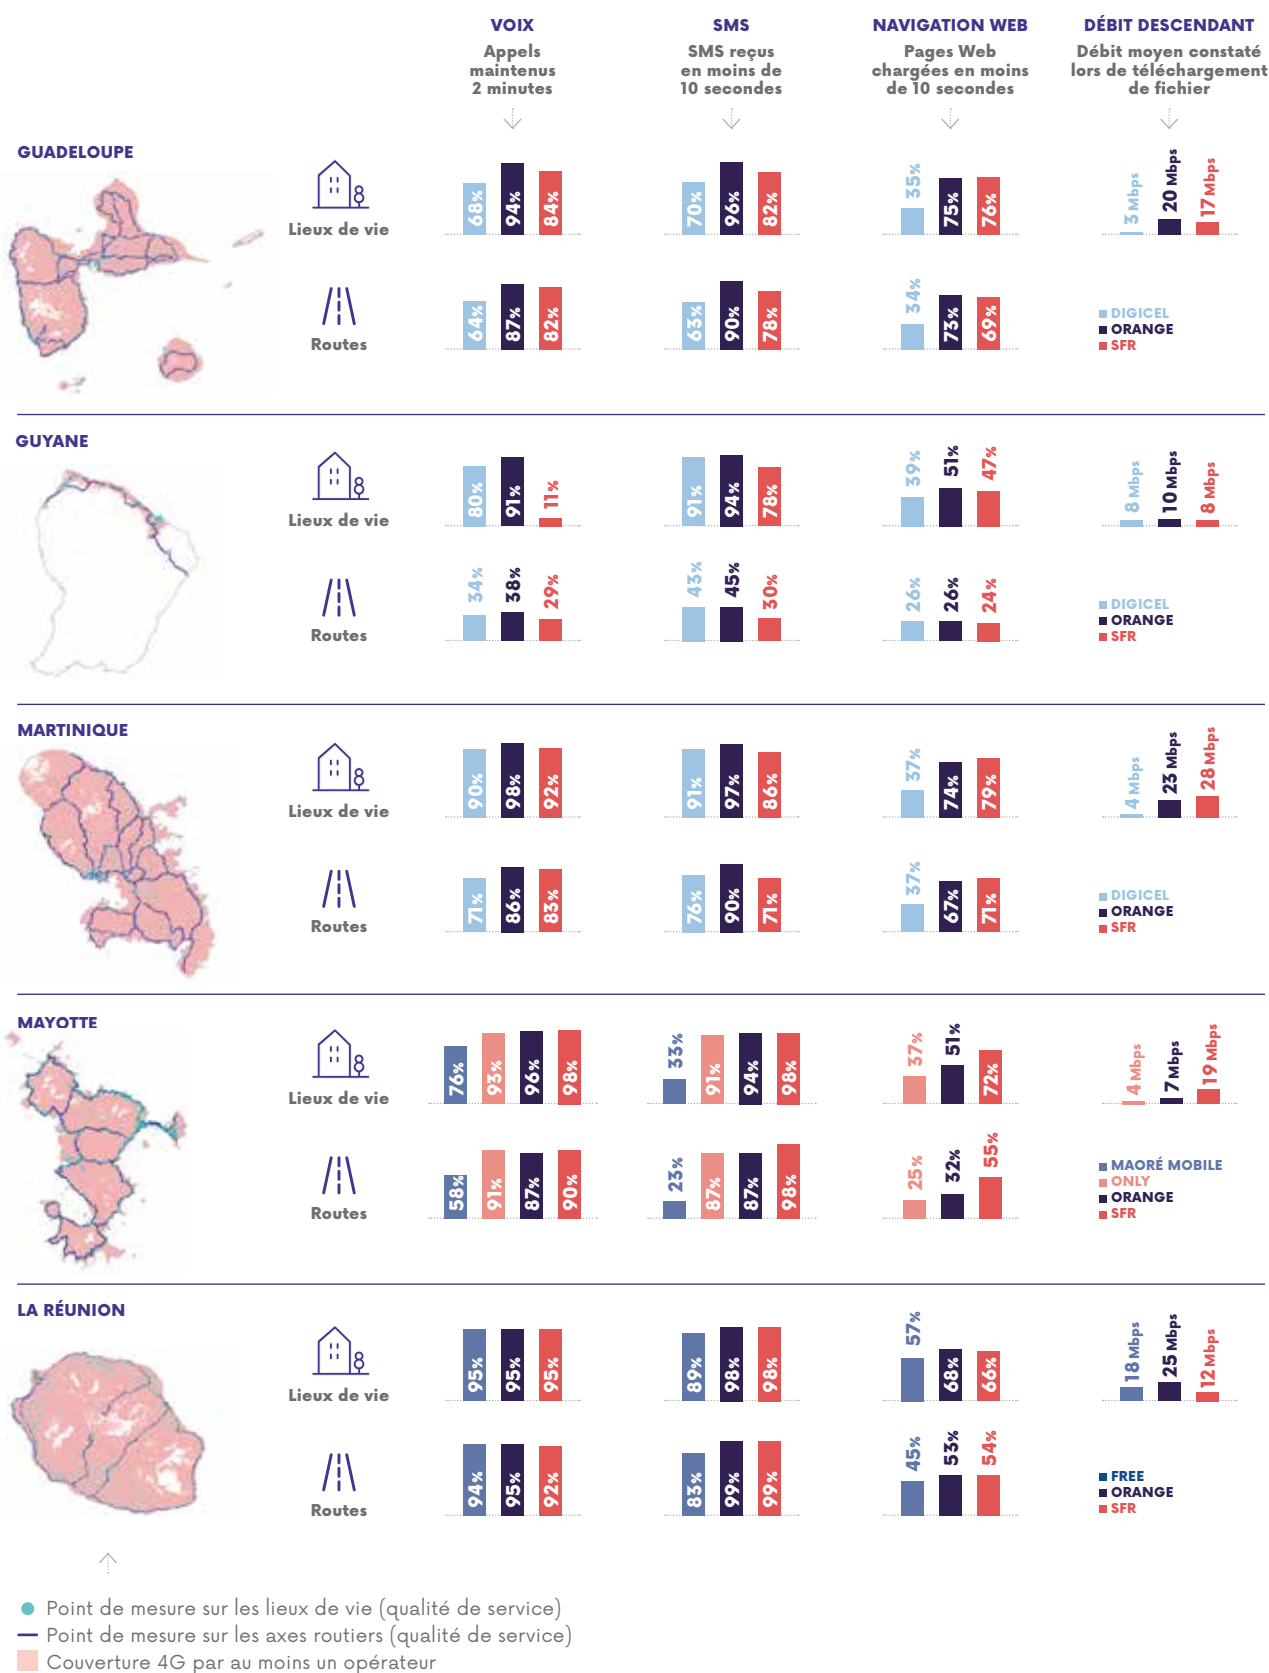 VOIX
Appels
maintenus
2 minutes
SMS
SMS reçus
en moins de
10 secondes
NAVIGATION WEB
Pages Web
chargées en moins
de 10 secondes
DÉBIT DESCENDANT
Débit moyen constaté
lors de téléchargement
de fichier
GUADELOUPE
Lieux de vie
68% 94% 84%
70% 96% 82%
35% 75% 76%
3 Mbps 20 Mbps 17 Mbps
Routes
64% 87% 82%
63% 90% 78%
34% 73% 69%
DIGICEL
ORANGE
SFR
GUYANE
Lieux de vie
80% 91% 11%
91% 94% 78%
39% 51% 47%
8 Mbps 10 Mbps 8 Mbps
Routes
34% 38% 29%
43% 45% 30%
26% 26% 24%
DIGICEL
ORANGE
SFR
MARTINIQUE
Lieux de vie
90% 98% 92%
91% 97% 86%
37% 74% 79%
4 Mbps 23 Mbps 28 Mbps
Routes
71% 86% 83%
76% 90% 71%
37% 67% 71%
DIGICEL
ORANGE
SFR
MAYOTTE
Lieux de vie
76% 93% 96% 98%
33% 91% 94% 98%
37% 51% 72%
4 Mbps 7 Mbps 19 Mbps
Routes
58% 91% 87% 90%
23% 87% 87% 98%
25% 32% 55%
MAORÉ MOBILE
ONLY
ORANGE
SFR
LA RÉUNION
Lieux de vie
95% 95% 95%
89% 98% 98%
57% 68% 66%
18 Mbps 25 Mbps 12 Mbps
Routes
94% 95% 92%
83% 99% 99%
45% 53% 54%
FREE
ORANGE
SFR
Point de mesure sur les lieux de vie (qualité de service)
Point de mesure sur les axes routiers (qualité de service)
Couverture 4G par au moins un opérateur